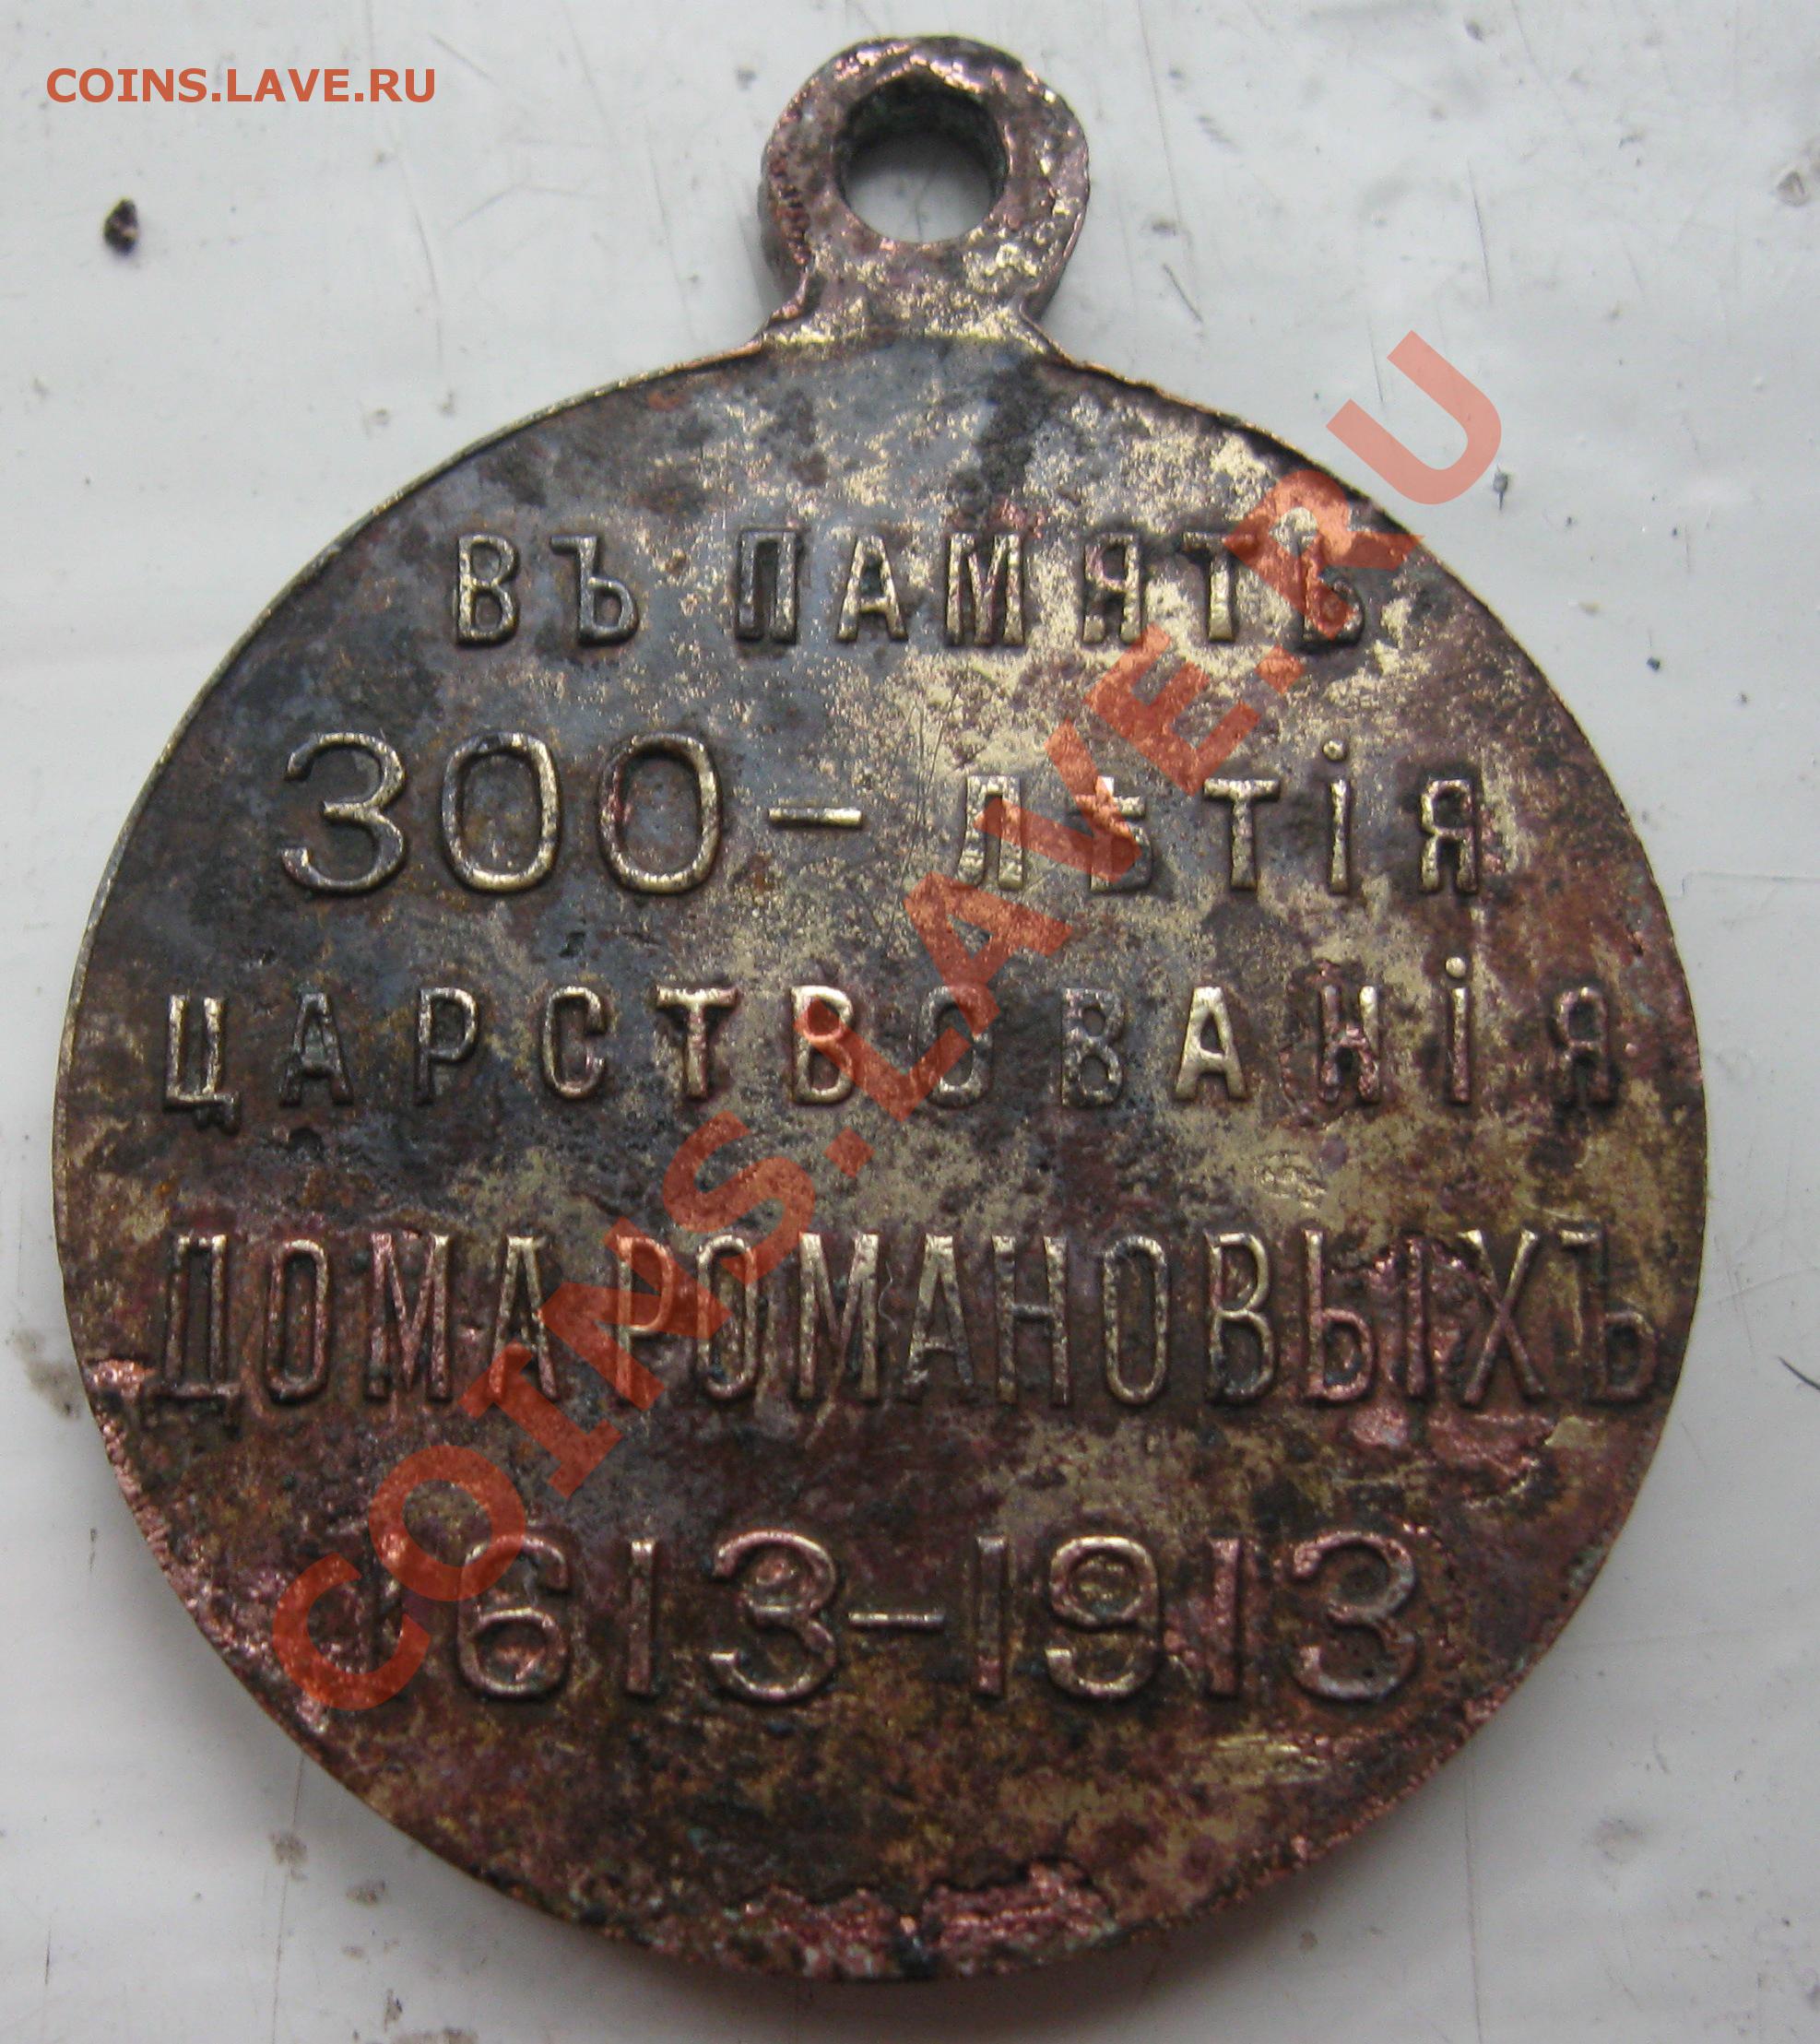 COINS.LAVE.RU
ВЪ ПАМЯТЬ
300-ЛѢТІЯ
ЦАРСТВОВАНІЯ
ДОМА РОМАНОВЫХЪ
1613-1913
COINS.LAVE.RU